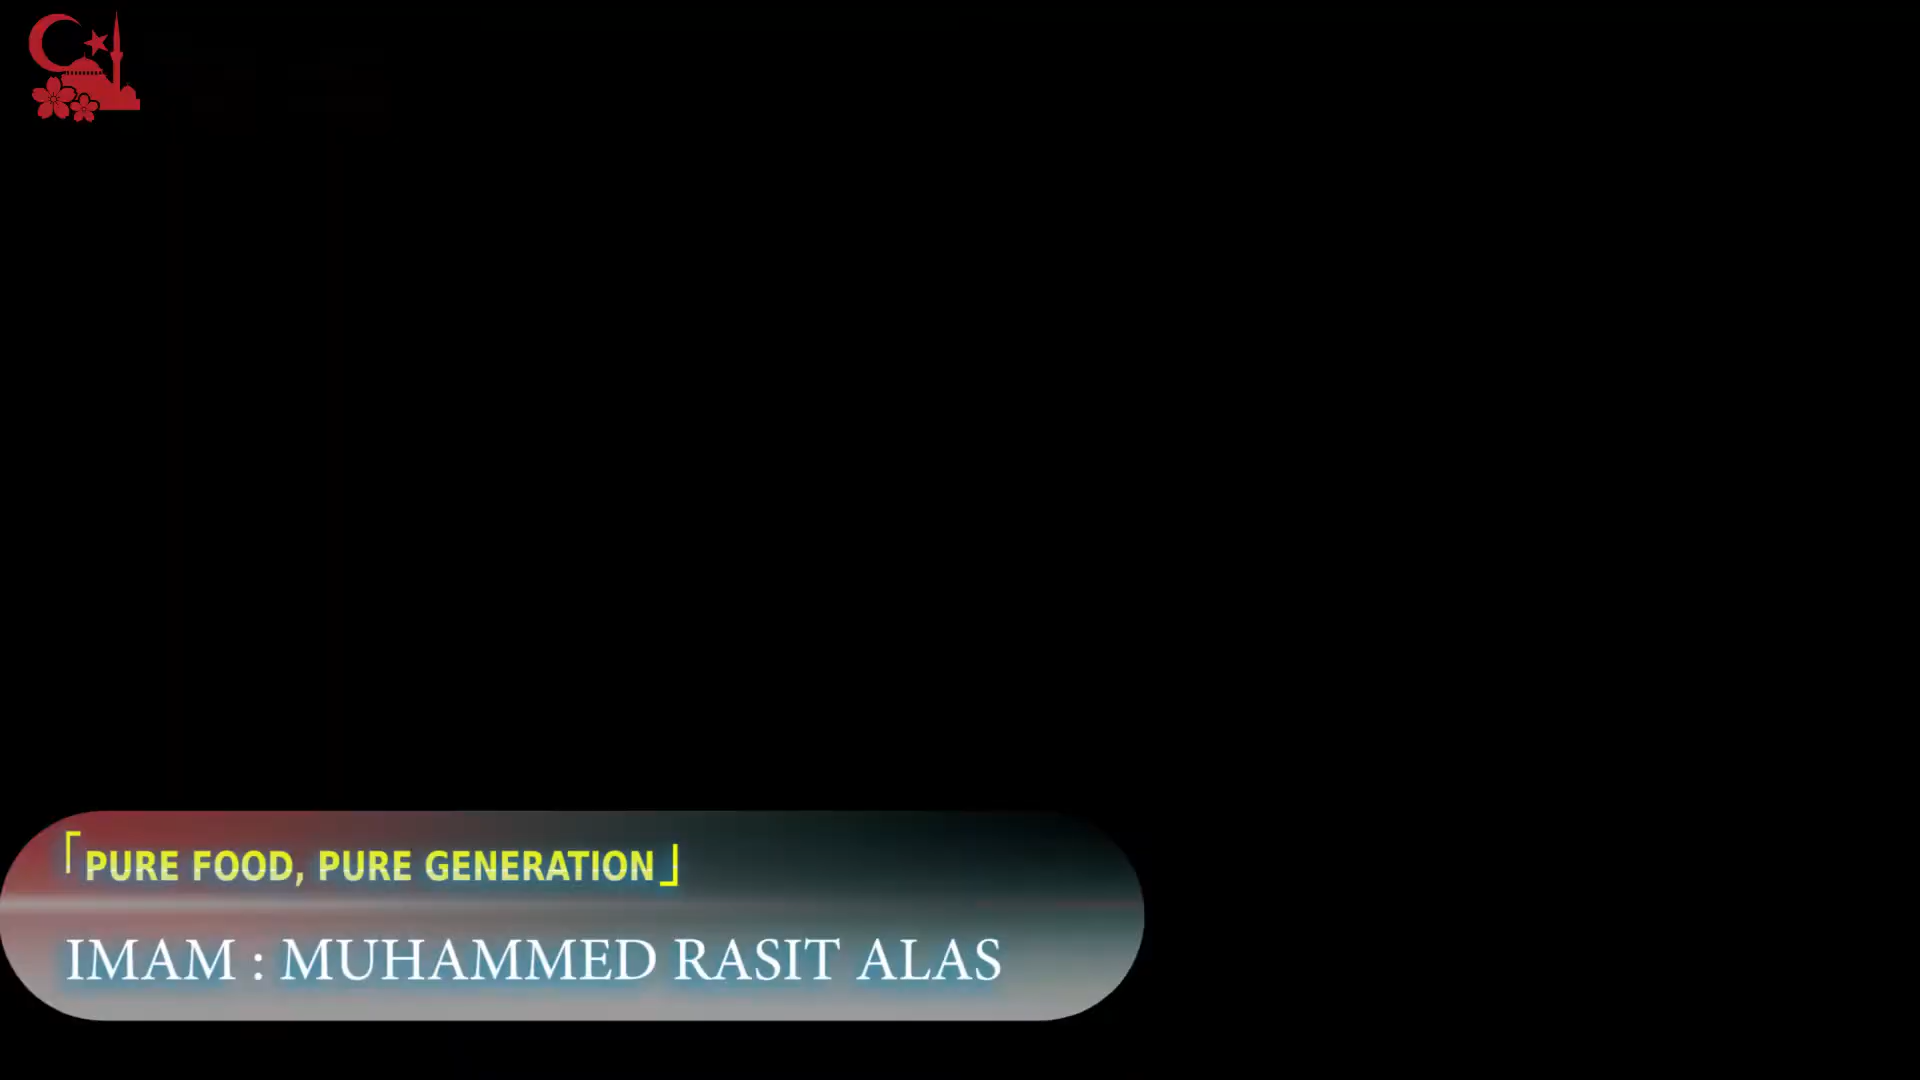 「PURE FOOD, PURE GENERATION」
IMAM : MUHAMMED RASIT ALAS